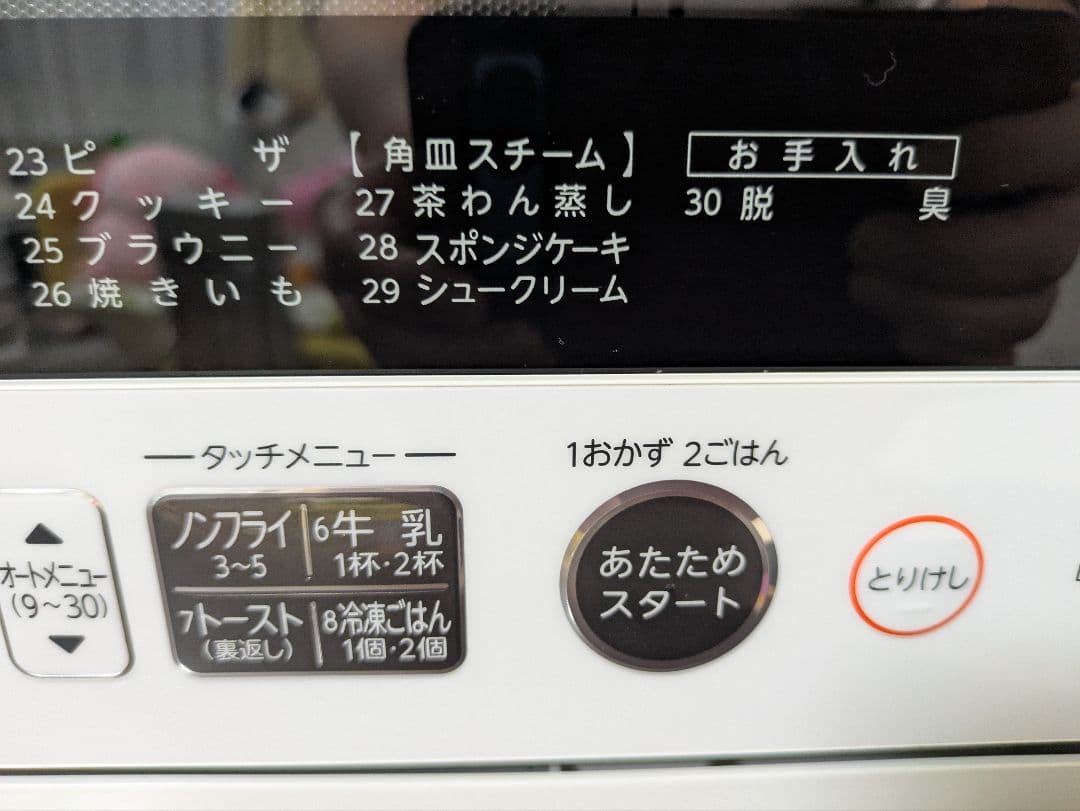 23 ピザ 【角皿スチーム】 お手入れ
24 クッキー 27 茶わん蒸し 30 脱臭
25 ブラウニー 28 スポンジケーキ
26 焼きいも 29 シュークリーム
タッチメニュー 1おかず 2ごはん
オートメニュー
(9~30)
ノンフライ
3~5
6牛乳
1杯・2杯
7トースト
(裏返し)
8冷凍ごはん
1個・2個
あたため
スタート
とりけし